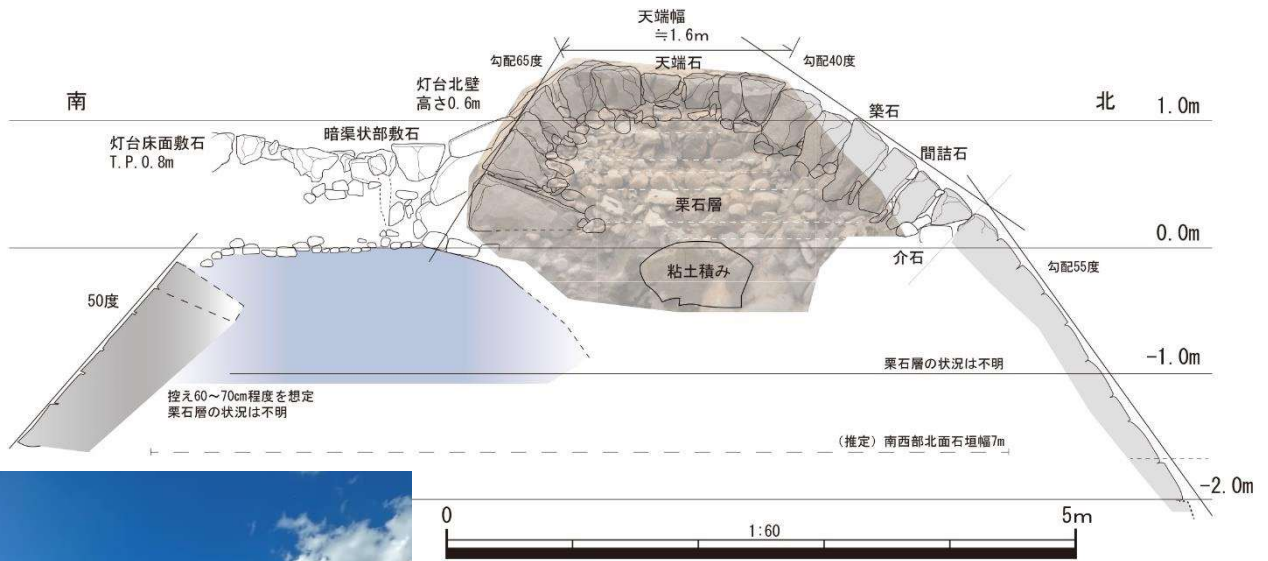 天端幅
≒1.6m
勾配65度
天端石
勾配40度
南
灯台北壁
高さ0.6m
築石
北
1.0m
灯台床面敷石
T.P.0.8m
暗渠状部敷石
間詰石
栗石層
0.0m
粘土積み
介石
勾配55度
50度
栗石層の状況は不明
-1.0m
控え60～70cm程度を想定
栗石層の状況は不明
(推定) 南西部北面石垣幅7m
-2.0m
0
1:60
5m